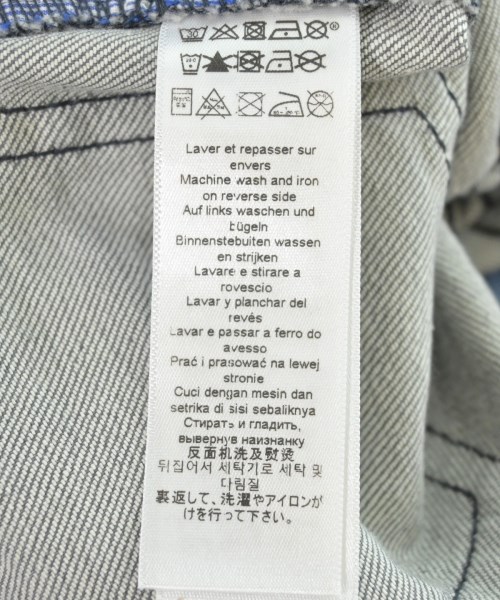 Laver et repasser sur
envers
Machine wash and iron
on reverse side
Auf links waschen und
bügeln
Binnenstebuiten wassen
en strijken
Lavare e stirare a
rovescio
Lavar y planchar del
revés
Lavar e passar a ferro do
avesso
Prać i prasować na lewej
stronie
Cuci dengan mesin dan
setrika di sisi sebaliknya
Стирать и гладить,
вывернув наизнанку
反面机洗及熨烫
뒤집어서 세탁기로 세탁 및
다림질
裏返して、洗濯やアイロンが
けを行って下さい。